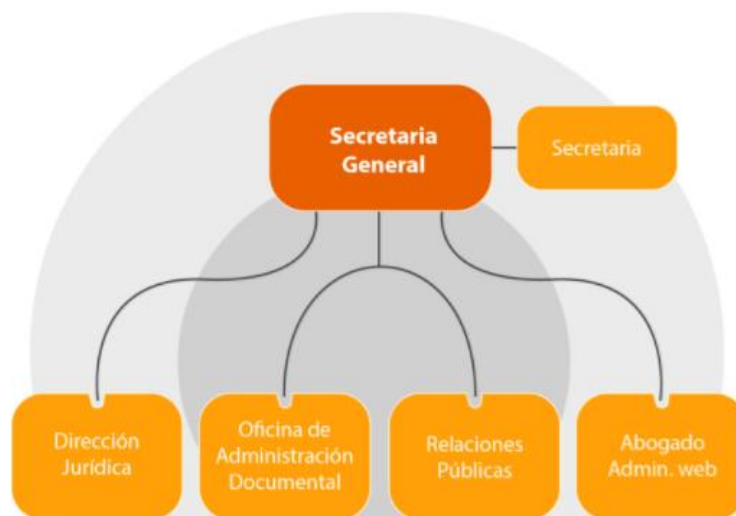 Secretaria
General
Secretaria
Dirección
Jurídica
Oficina de
Administración
Documental
Relaciones
Públicas
Abogado
Admin. web